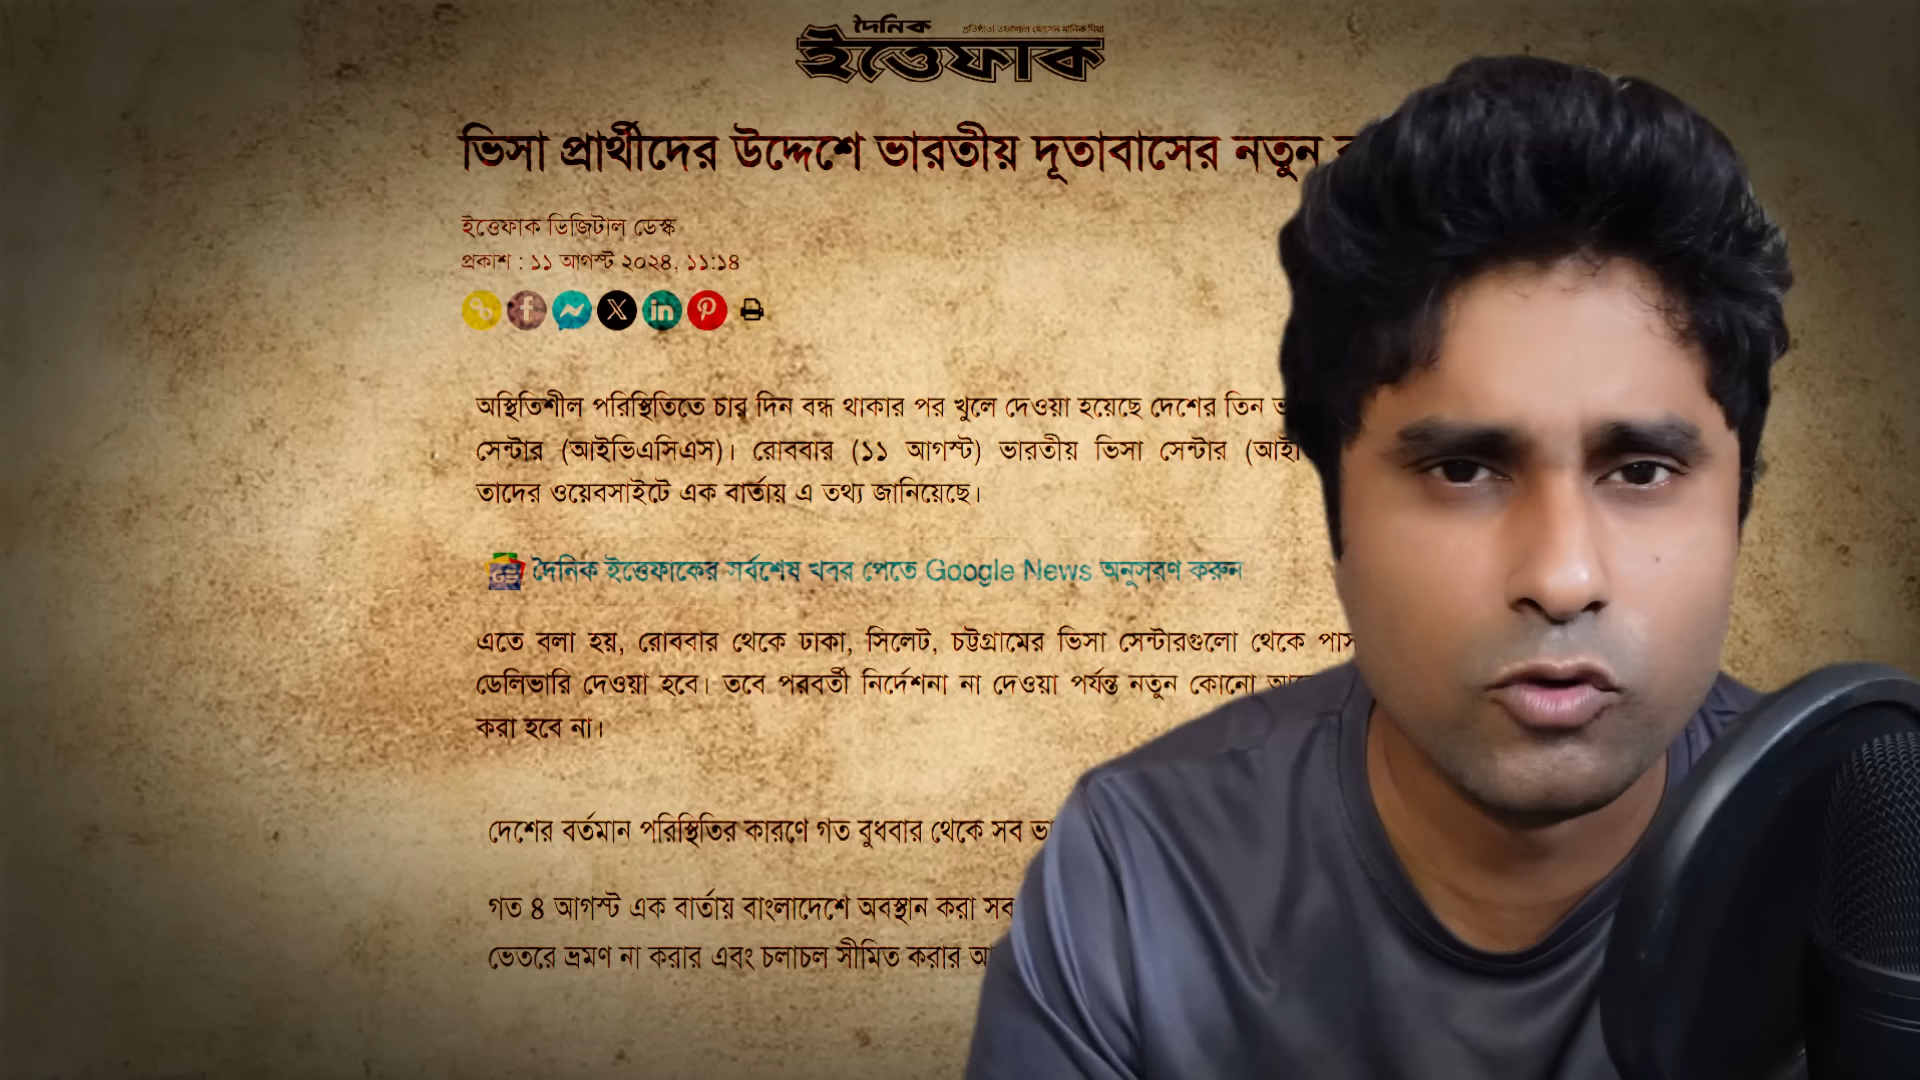 দৈনিক
ইত্তেফাক
ভিসা প্রার্থীদের উদ্দেশে ভারতীয় দূতাবাসের নতুন
ইত্তেফাক ডিজিটাল ডেস্ক
প্রকাশ : ১১ আগস্ট ২০২৪, ১১:১৪
অস্থিতিশীল পরিস্থিতিতে চার দিন বন্ধ থাকার পর খুলে দেওয়া হয়েছে দেশের তিন
সেন্টার (আইভিএসিএস)। রোববার (১১ আগস্ট) ভারতীয় ভিসা সেন্টার
তাদের ওয়েবসাইটে এক বার্তায় এ তথ্য জানিয়েছে।
দৈনিক ইত্তেফাকের সর্বশেষ খবর পেতে Google News অনুসরণ করুন
এতে বলা হয়, রোববার থেকে ঢাকা, সিলেট, চট্টগ্রামের ভিসা সেন্টারগুলো থেকে
ডেলিভারি দেওয়া হবে। তবে পরবর্তী নির্দেশনা না দেওয়া পর্যন্ত নতুন কোনো
করা হবে না।
দেশের বর্তমান পরিস্থিতির কারণে গত বুধবার থেকে সব
গত ৪ আগস্ট এক বার্তায় বাংলাদেশে অবস্থান করা সব
ভেতরে ভ্রমণ না করার এবং চলাচল সীমিত করার